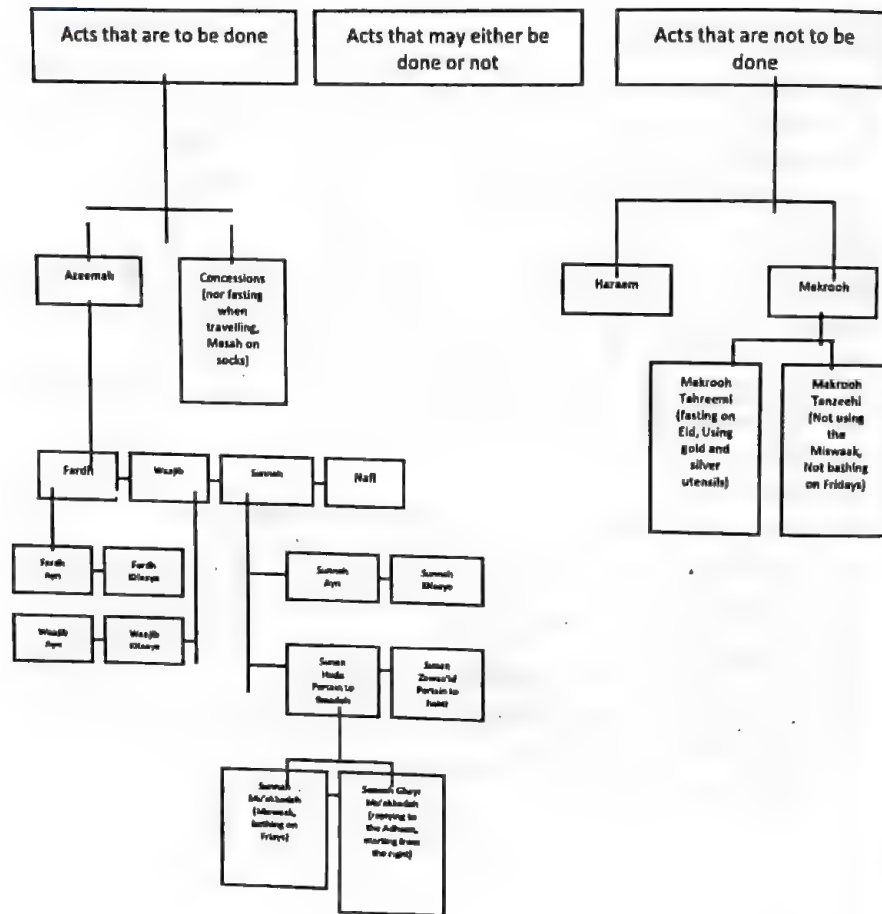 Acts that are to be done
Acts that may either be
done or not
Acts that are not to be
done
Azeemah
Concessions
(nor fasting
when
travelling,
Masah on
socks)
Haraam
Makrooh
Makrooh
Tahreemi
(fasting on
Eid, Using
gold and
silver
utensils)
Makrooh
Tanzeehi
(Not using
the
Miswaak,
Not bathing
on Fridays)
Fardh
Waajib
Sunnah
Nafl
Fardh
Ayn
Fardh
Kifaaya
Sunnah
Ayn
Sunnah
Kifaaya
Waajib
Ayn
Waajib
Kifaaya
Sunan
Huda
Pertain to
Sunan
Zawaa'id
Pertain to
Sunnah
Mu'akkadah
(Miswaak,
bathing on
Sunnah Ghayr
Mu'akkadah
(replying to
the Adhaan,
starting from
the right)